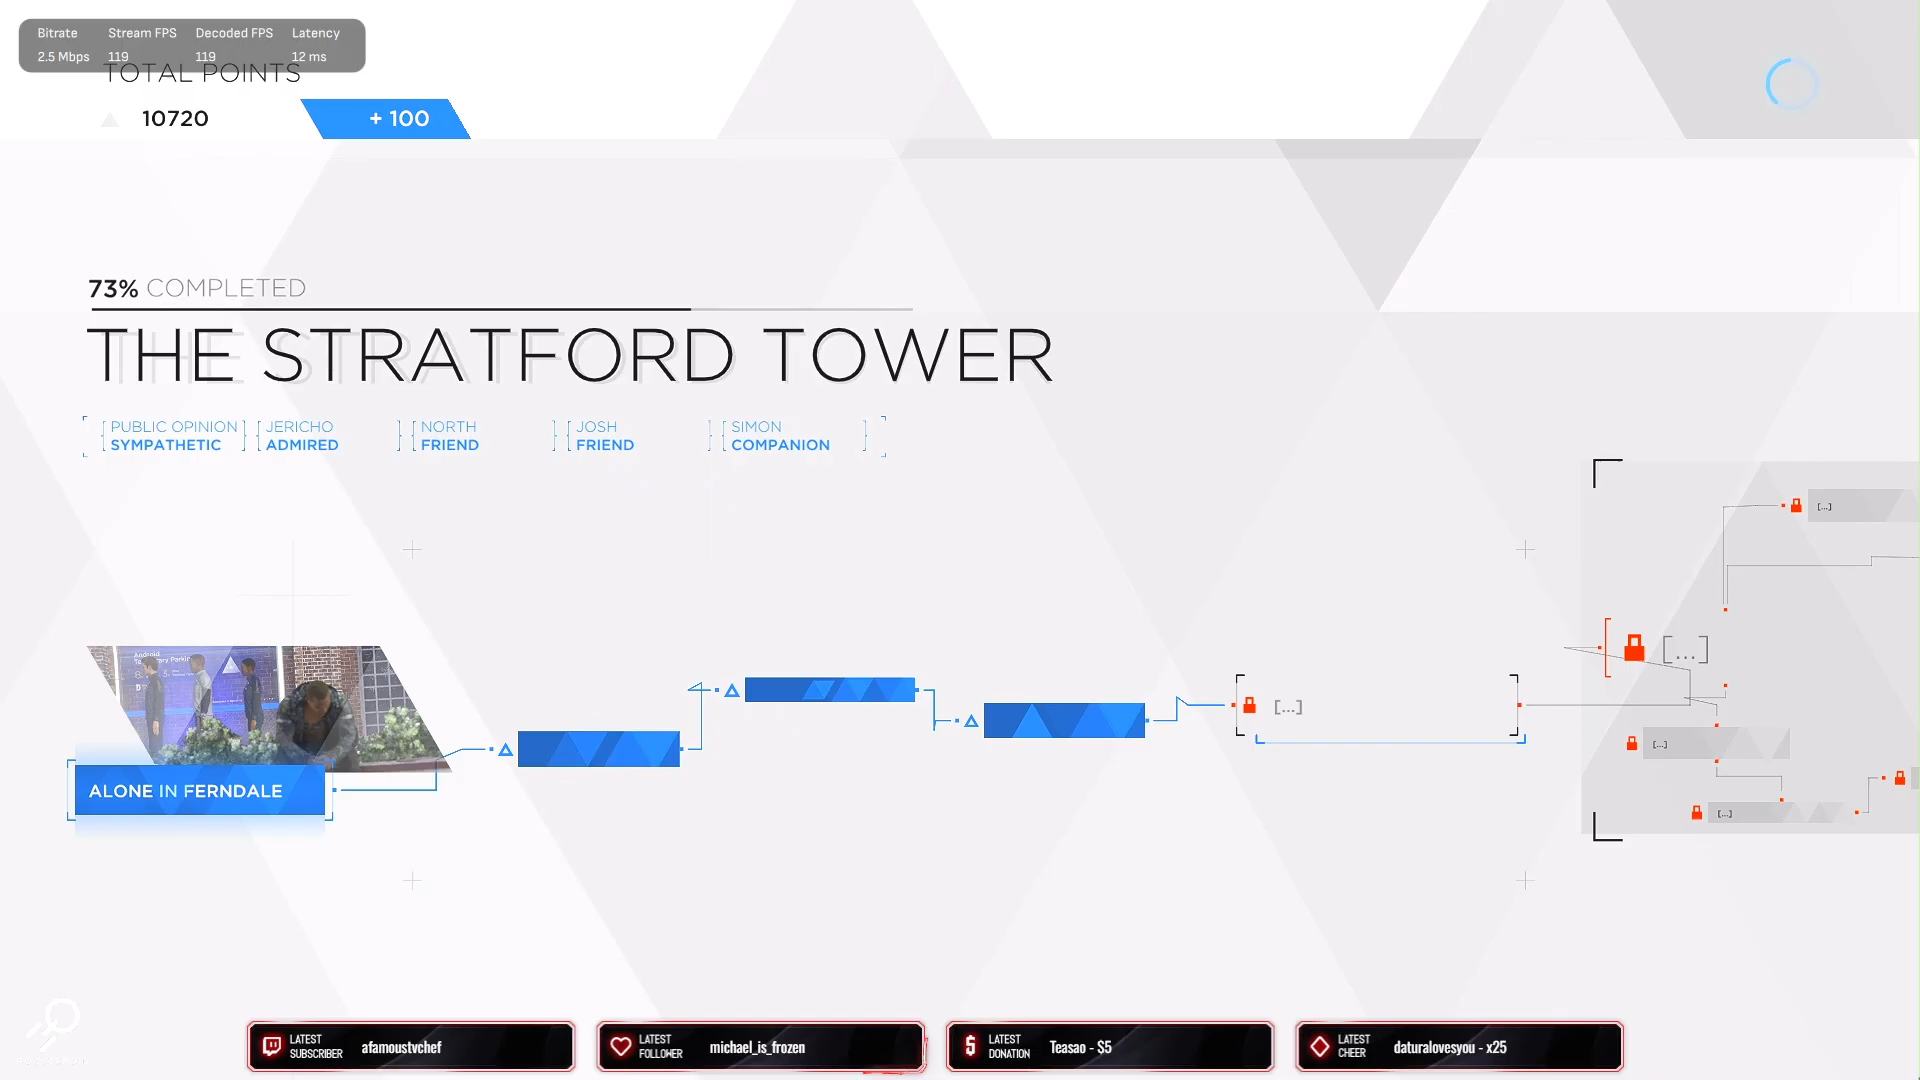 Bitrate Stream FPS Decoded FPS Latency
2.5 Mbps 119 119 12 ms
TOTAL POINTS
10720 + 100
73% COMPLETED
THE STRATFORD TOWER
PUBLIC OPINION JERICHO NORTH JOSH SIMON
SYMPATHETIC ADMIRED FRIEND FRIEND COMPANION
[...]
[...]
[...]
[...]
[...]
Android
ALONE IN FERNDALE
LATEST SUBSCRIBER afamoustvchef
LATEST FOLLOWER michael_is_frozen
LATEST DONATION Teasao - $5
LATEST CHEER daturalovesyou - x25